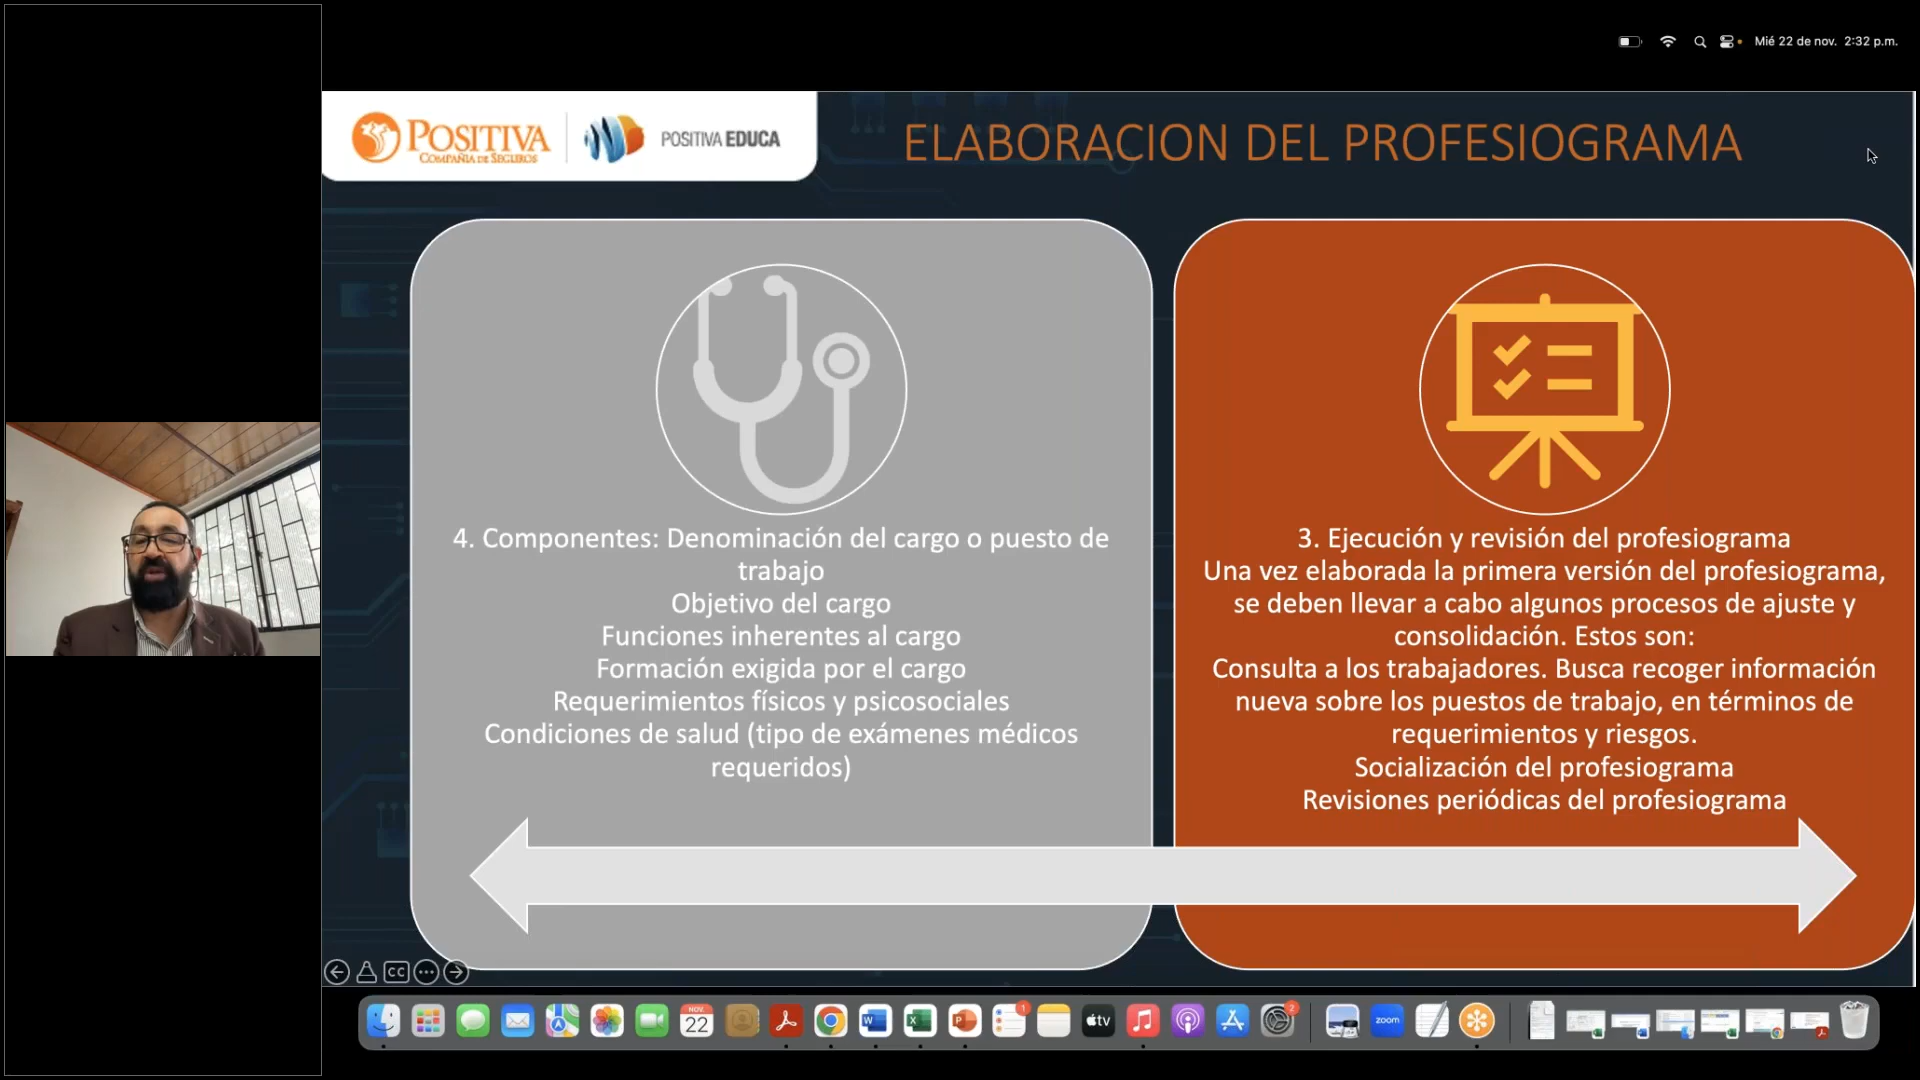 Mié 22 de nov. 2:32 p.m.
POSITIVA
COMPAÑÍA DE SEGUROS
POSITIVA EDUCA
ELABORACION DEL PROFESIOGRAMA
4. Componentes: Denominación del cargo o puesto de
trabajo
Objetivo del cargo
Funciones inherentes al cargo
Formación exigida por el cargo
Requerimientos físicos y psicosociales
Condiciones de salud (tipo de exámenes médicos
requeridos)
3. Ejecución y revisión del profesiograma
Una vez elaborada la primera versión del profesiograma,
se deben llevar a cabo algunos procesos de ajuste y
consolidación. Estos son:
Consulta a los trabajadores. Busca recoger información
nueva sobre los puestos de trabajo, en términos de
requerimientos y riesgos.
Socialización del profesiograma
Revisiones periódicas del profesiograma
CC
NOV.
22
W
X
P
1
tv
2
zoom